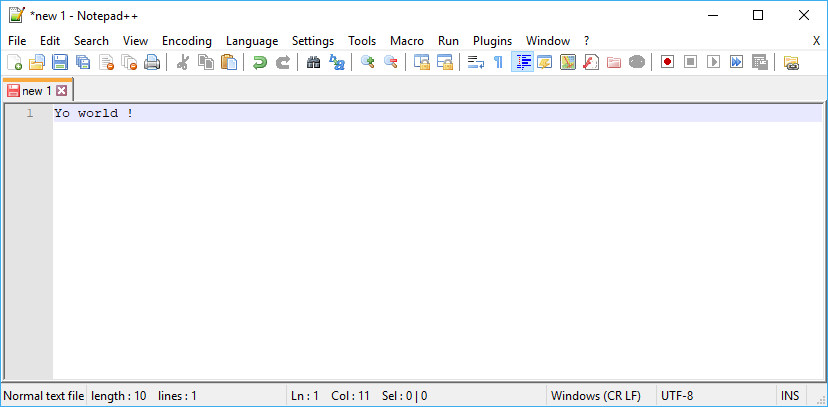 *new 1 - Notepad++
File Edit Search View Encoding Language Settings Tools Macro Run Plugins Window ? X
new 1
1 Yo world !
Normal text file length : 10 lines : 1 Ln : 1 Col : 11 Sel : 0 | 0 Windows (CR LF) UTF-8 INS